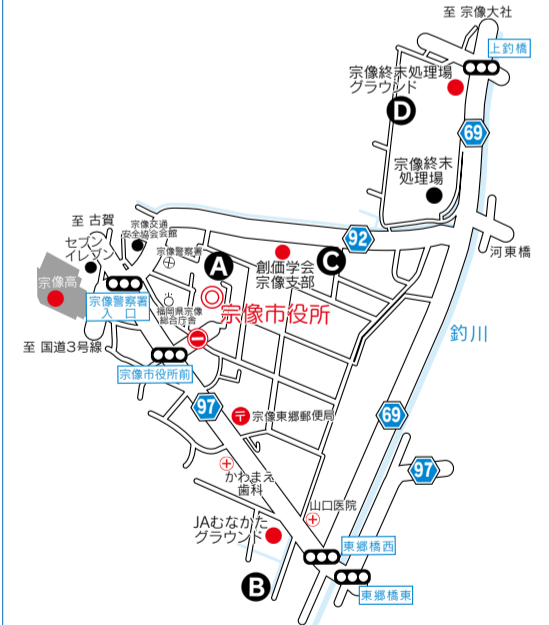 至 宗像大社
上釣橋
宗像終末処理場
グラウンド
D
69
宗像終末
処理場
至 古賀
宗像交通
安全協会会館
セブン
イレブン
宗像警察署
A
92
C
河東橋
創価学会
宗像支部
宗像高
宗像警察署
入口
福岡県宗像
総合庁舎
宗像市役所
釣川
至 国道3号線
宗像市役所前
97
69
〒
宗像東郷郵便局
97
かわまえ
歯科
山口医院
JAむなかた
グラウンド
東郷橋西
B
東郷橋東